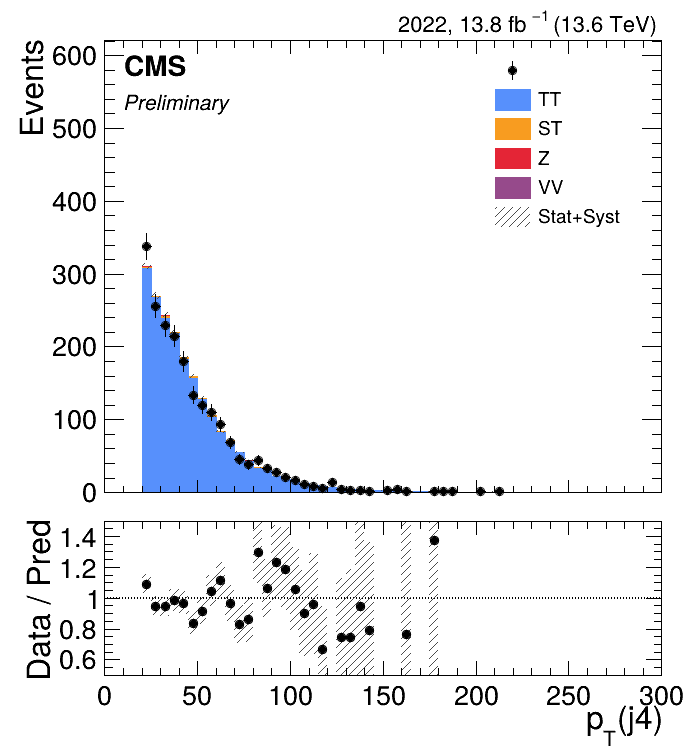 2022, 13.8 fb⁻¹ (13.6 TeV)
CMS
Preliminary
Events
600
500
400
300
200
100
0
TT
ST
Z
VV
Stat+Syst
Data / Pred
1.4
1.2
1
0.8
0.6
0 50 100 150 200 250 300
p_T(j4)